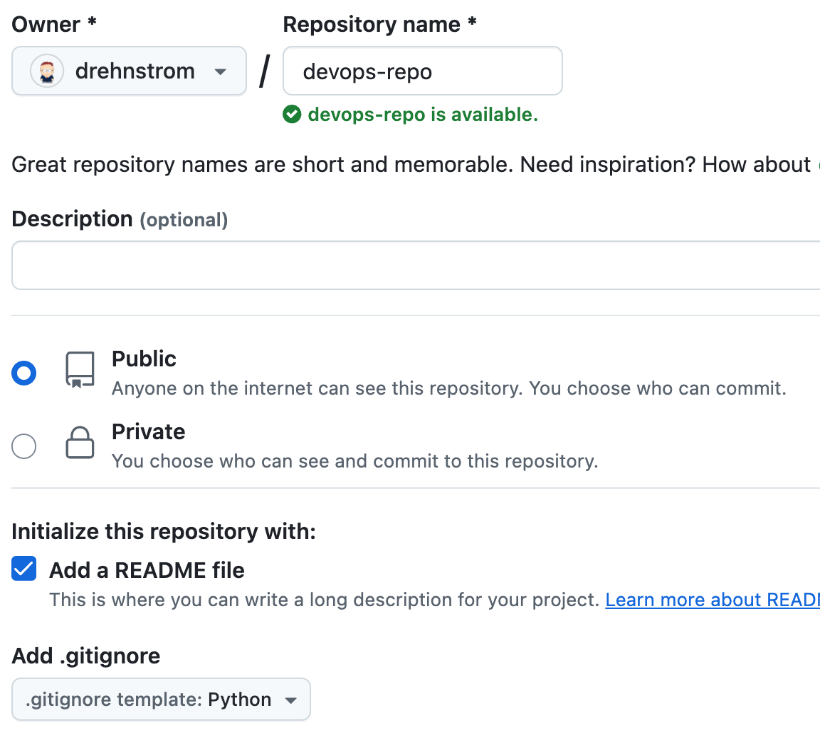 Owner * Repository name *
drehnstrom / devops-repo
devops-repo is available.
Great repository names are short and memorable. Need inspiration? How about
Description (optional)
Public
Anyone on the internet can see this repository. You choose who can commit.
Private
You choose who can see and commit to this repository.
Initialize this repository with:
Add a README file
This is where you can write a long description for your project. Learn more about READ
Add .gitignore
.gitignore template: Python